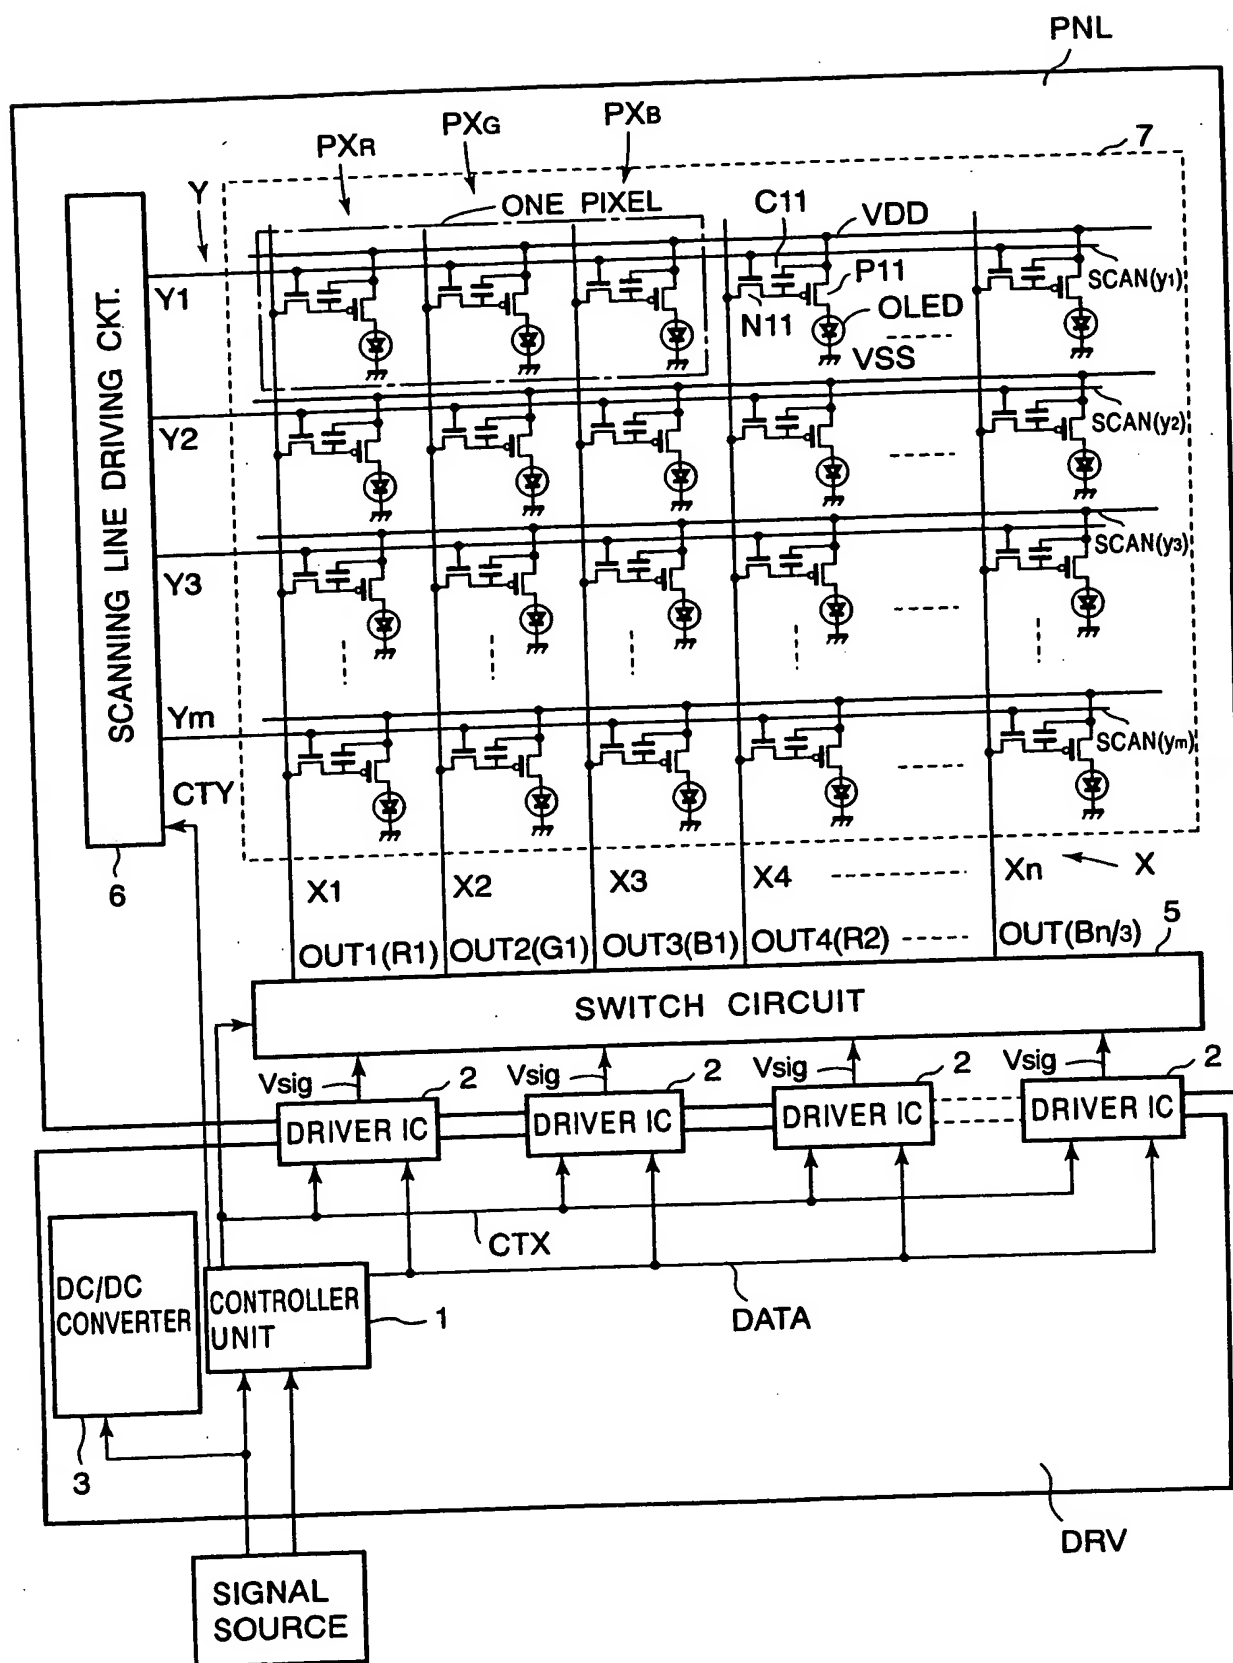 PNL
PXR
PXG
PXB
7
Y
ONE PIXEL
C11
VDD
SCANNING LINE DRIVING CKT.
Y1
P11
SCAN(y1)
N11
OLED
VSS
Y2
SCAN(y2)
Y3
SCAN(y3)
Ym
SCAN(ym)
CTY
6
X1
X2
X3
X4
Xn
X
OUT1(R1)
OUT2(G1)
OUT3(B1)
OUT4(R2)
OUT(Bn/3)
5
SWITCH CIRCUIT
Vsig
2
Vsig
2
Vsig
2
Vsig
2
DRIVER IC
DRIVER IC
DRIVER IC
DRIVER IC
CTX
DC/DC
CONVERTER
CONTROLLER
UNIT
1
DATA
3
DRV
SIGNAL
SOURCE